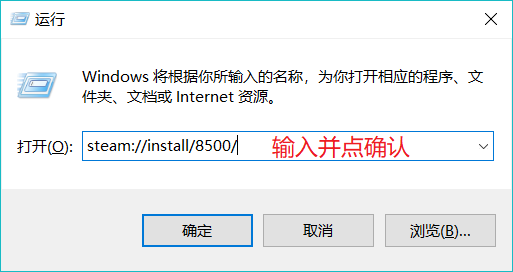 运行
Windows 将根据你所输入的名称，为你打开相应的程序、文
件夹、文档或 Internet 资源。
打开(O): steam://install/8500/ 输入并点确认
确定 取消 浏览(B)...